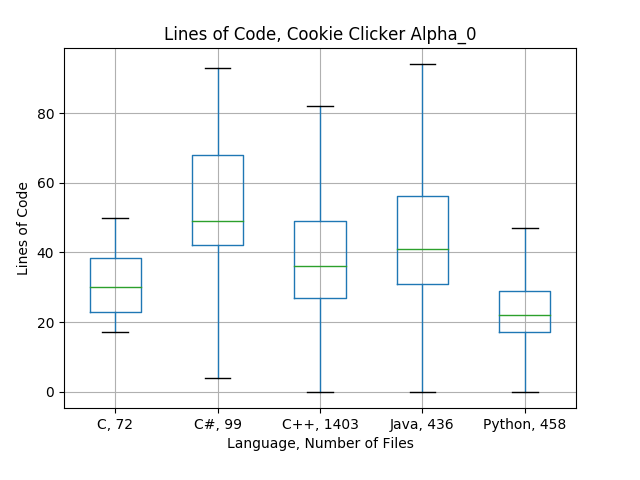 Lines of Code, Cookie Clicker Alpha_0
Lines of Code
80
60
40
20
0
C, 72
C#, 99
C++, 1403
Java, 436
Python, 458
Language, Number of Files